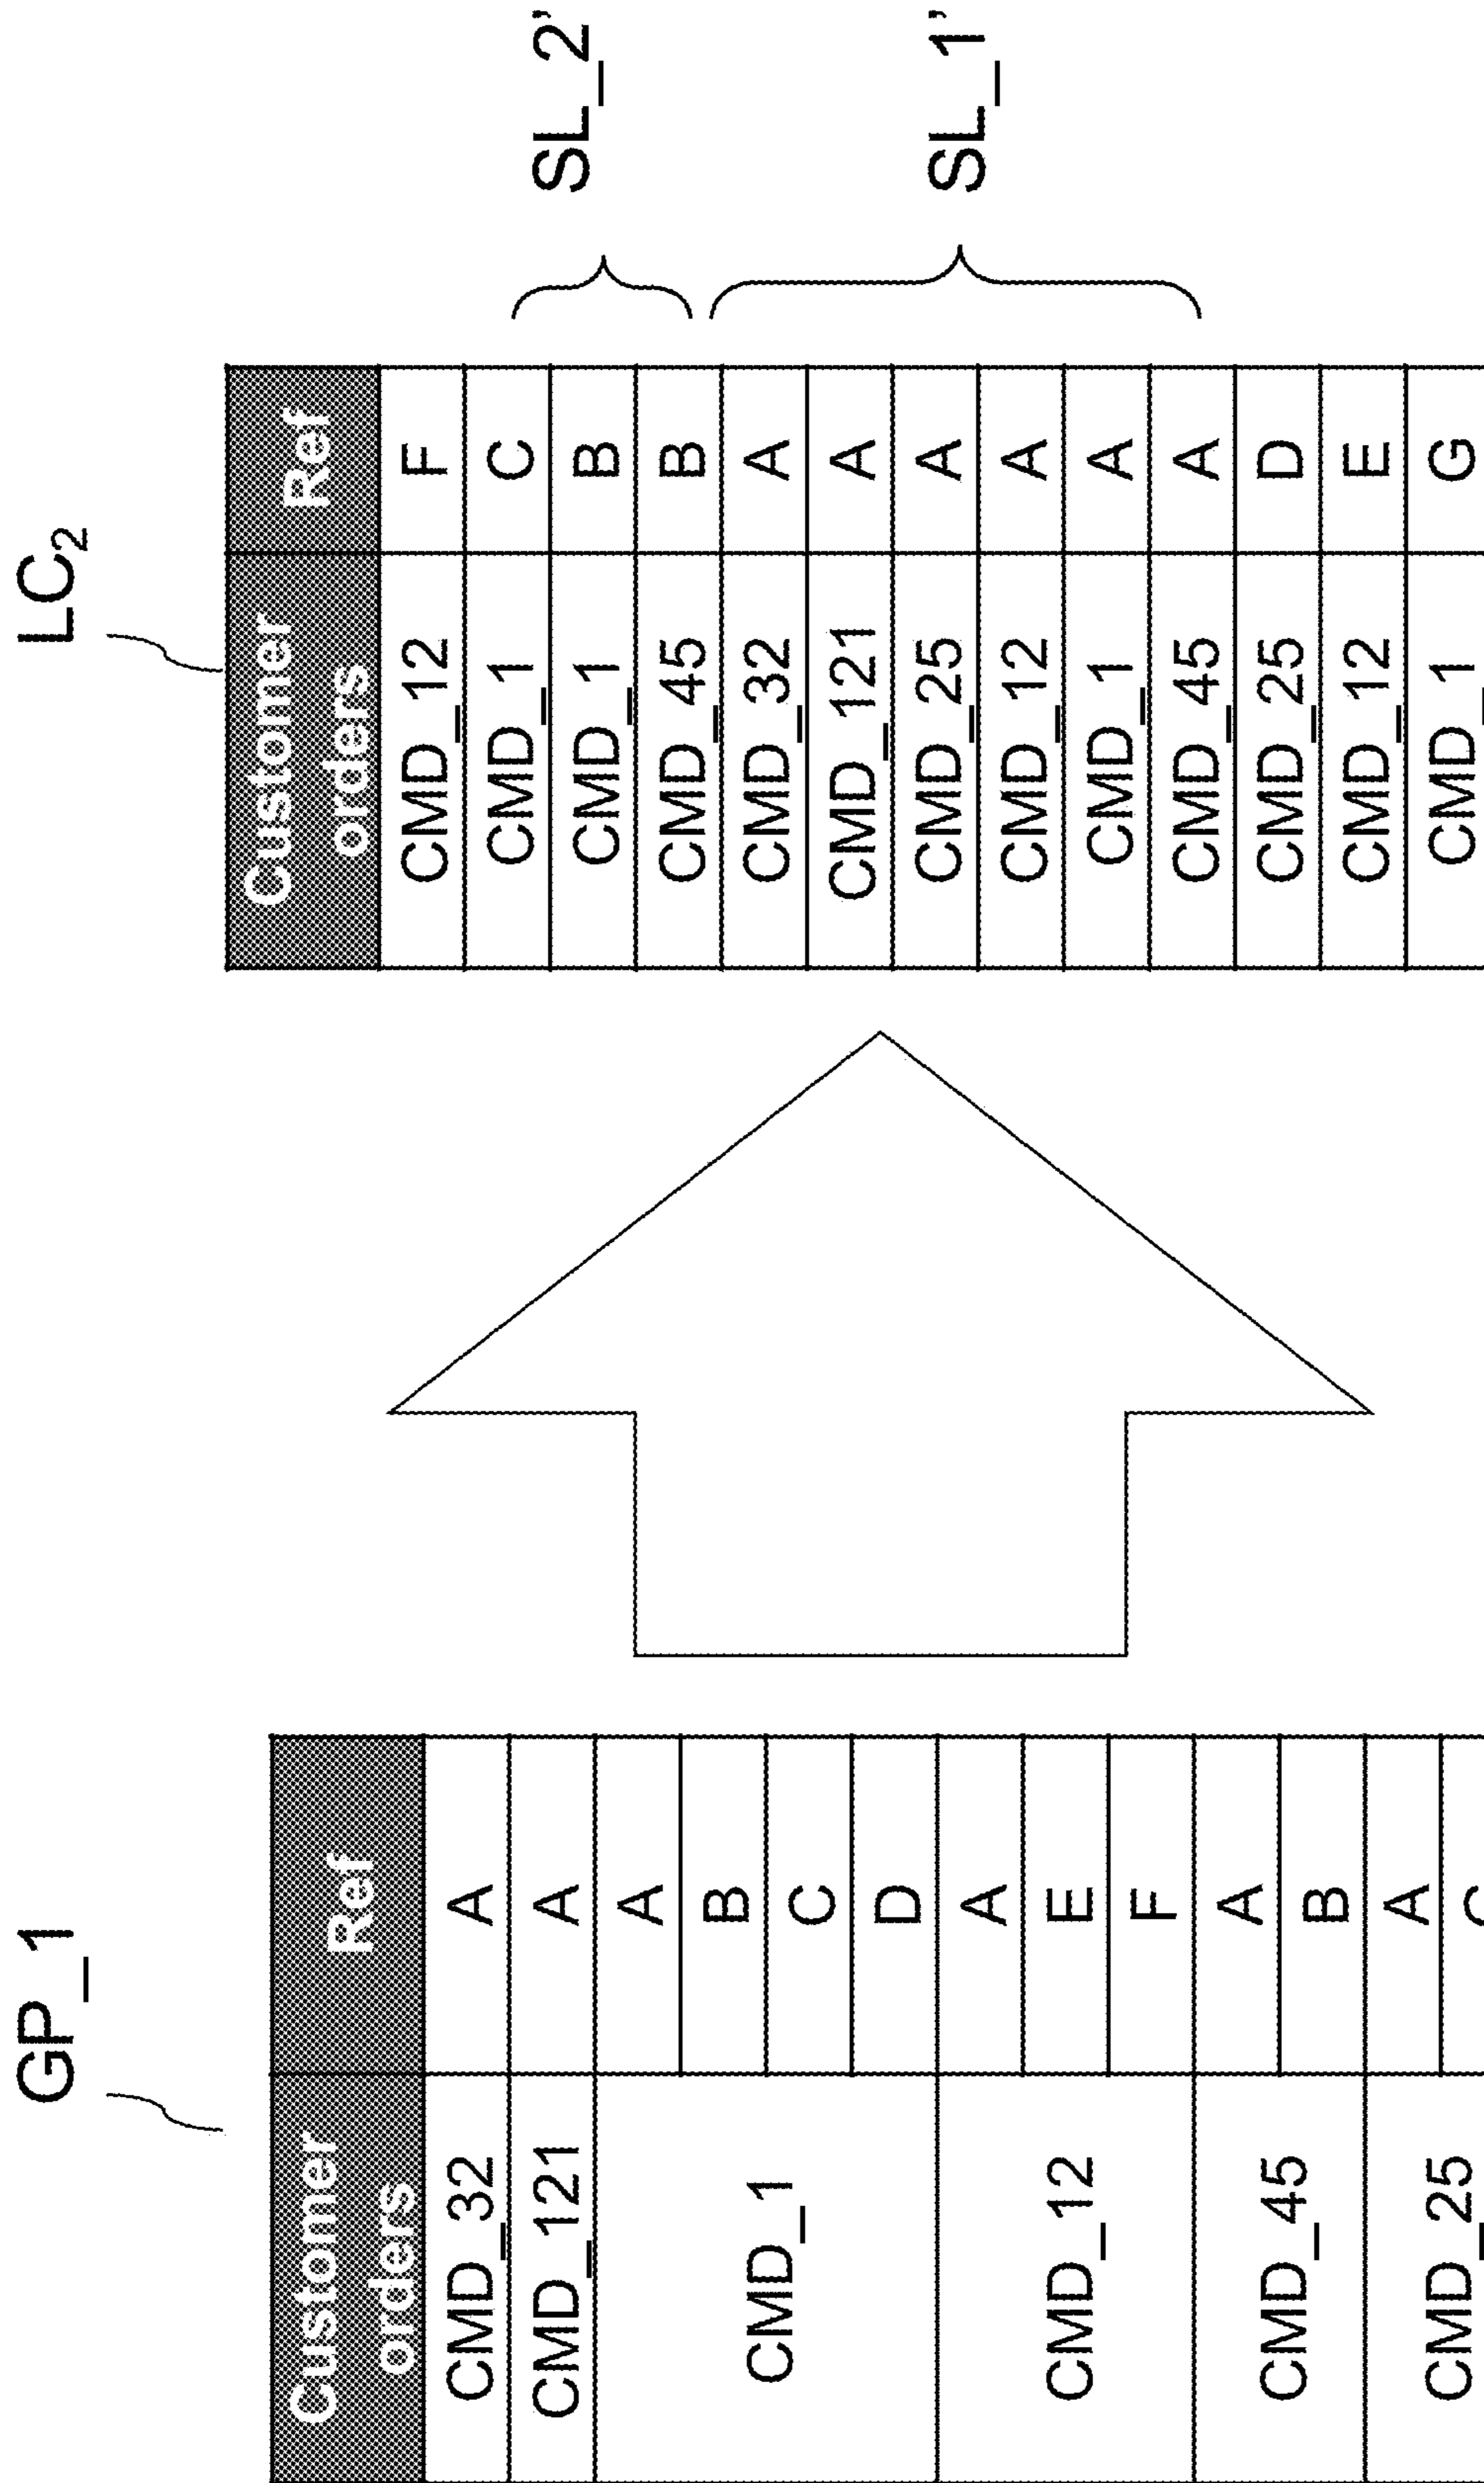 GP_1
Customer orders Ref
CMD_32 A
CMD_121 A
CMD_1 A
B
C
D
CMD_12 A
E
F
CMD_45 A
B
CMD_25 A
LC₂
Customer orders Ref
CMD_12 F
CMD_1 C
CMD_1 B
CMD_45 B
CMD_32 A
CMD_121 A
CMD_25 A
CMD_12 A
CMD_1 A
CMD_45 A
CMD_25 D
CMD_12 E
CMD_1 G
SL_2’
SL_1’